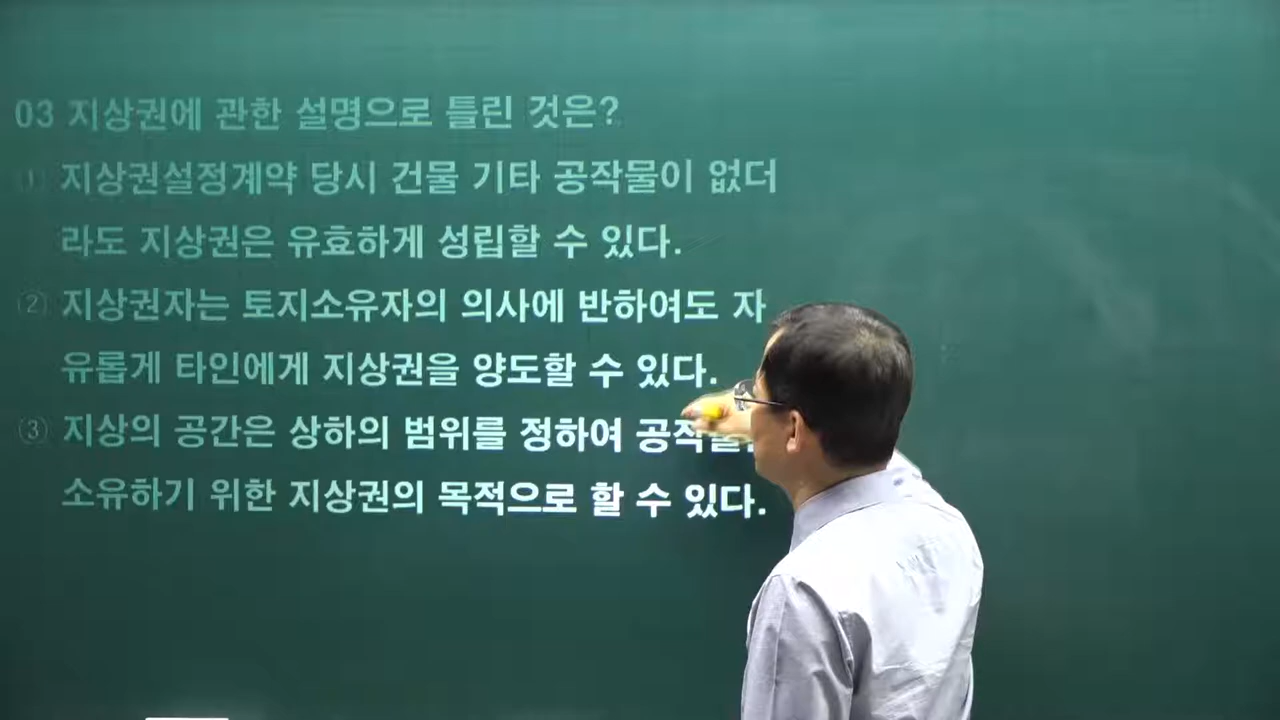 03 지상권에 관한 설명으로 틀린 것은?
① 지상권설정계약 당시 건물 기타 공작물이 없더
라도 지상권은 유효하게 성립할 수 있다.
② 지상권자는 토지소유자의 의사에 반하여도 자
유롭게 타인에게 지상권을 양도할 수 있다.
③ 지상의 공간은 상하의 범위를 정하여
소유하기 위한 지상권의 목적으로 할 수 있다.